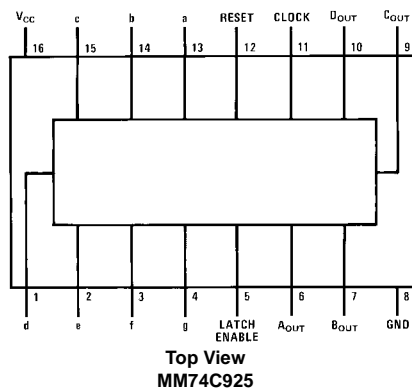 VCC c b a RESET CLOCK DOUT COUT
16 15 14 13 12 11 10 9
1 2 3 4 5 6 7 8
d e f g LATCH ENABLE AOUT BOUT GND
Top View
MM74C925